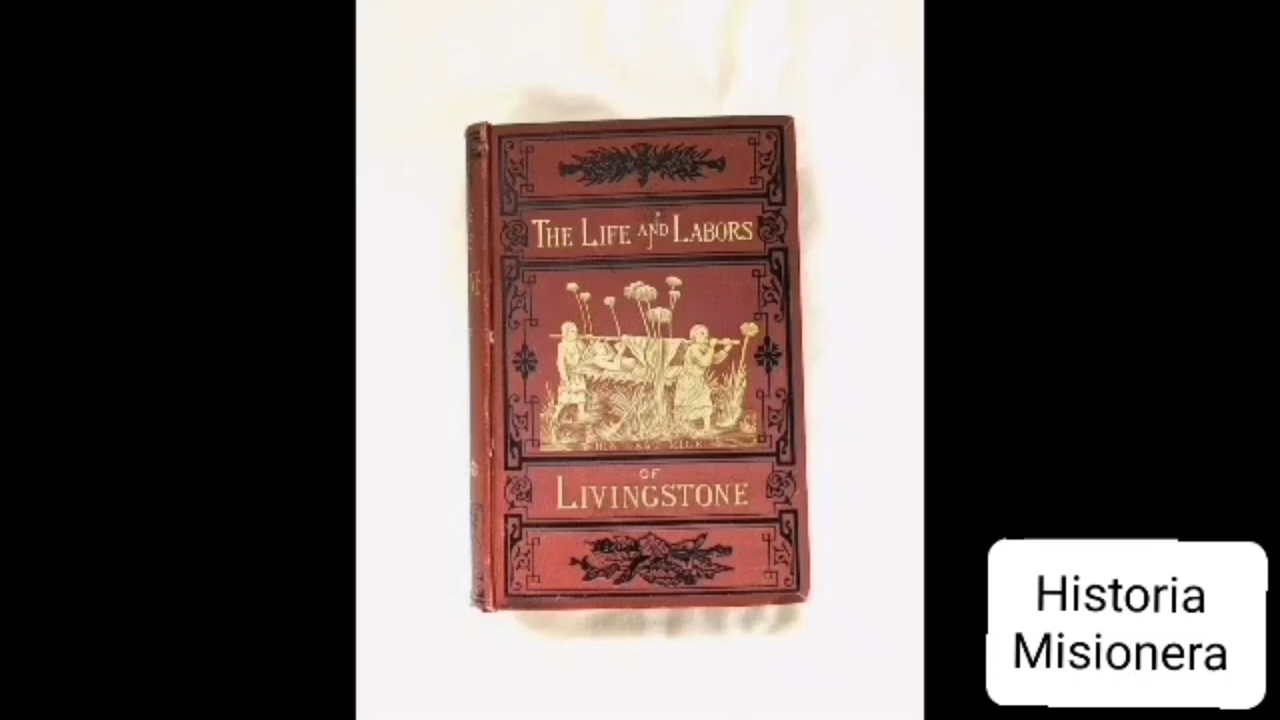 THE LIFE AND LABORS
OF
LIVINGSTONE
Historia
Misionera